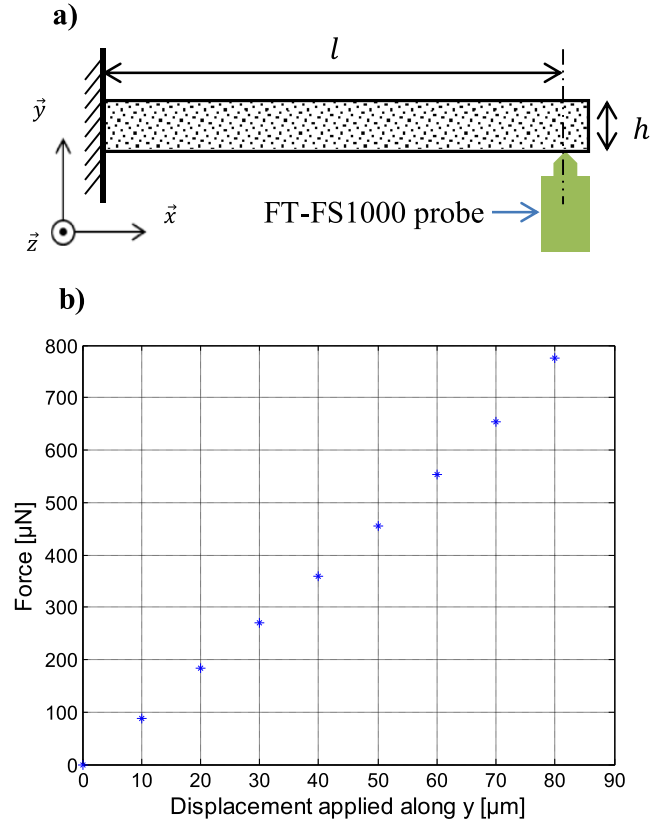 a)
l
y⃗
h
FT-FS1000 probe
x⃗
z⃗
b)
800
700
600
500
400
300
200
100
0
Force [µN]
0 10 20 30 40 50 60 70 80 90
Displacement applied along y [µm]